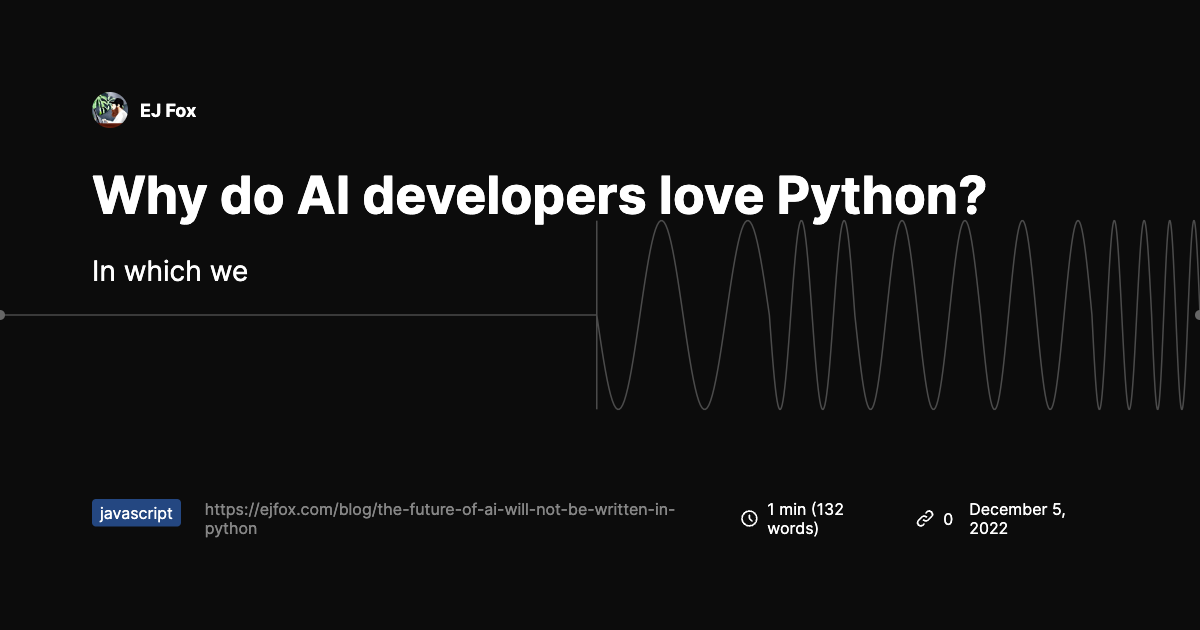 EJ Fox
Why do AI developers love Python?
In which we
javascript
https://ejfox.com/blog/the-future-of-ai-will-not-be-written-in-
python
1 min (132
words)
0
December 5,
2022